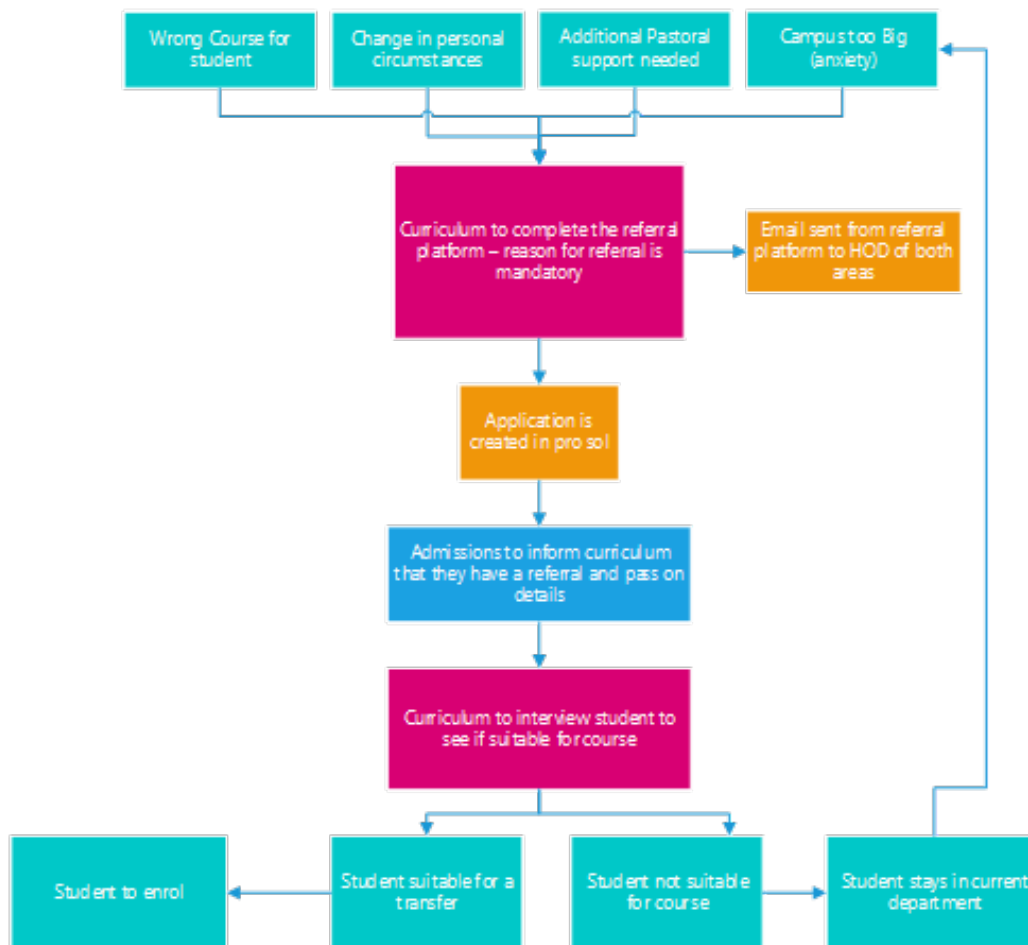 Wrong Course for
student
Change in personal
circumstances
Additional Pastoral
support needed
Campus too Big
(anxiety)
Curriculum to complete the referral
platform – reason for referral is
mandatory
Email sent from referral
platform to HOD of both
areas
Application is
created in pro sol
Admissions to inform curriculum
that they have a referral and pass on
details
Curriculum to interview student to
see if suitable for course
Student to enrol
Student suitable for a
transfer
Student not suitable
for course
Student stays in current
department